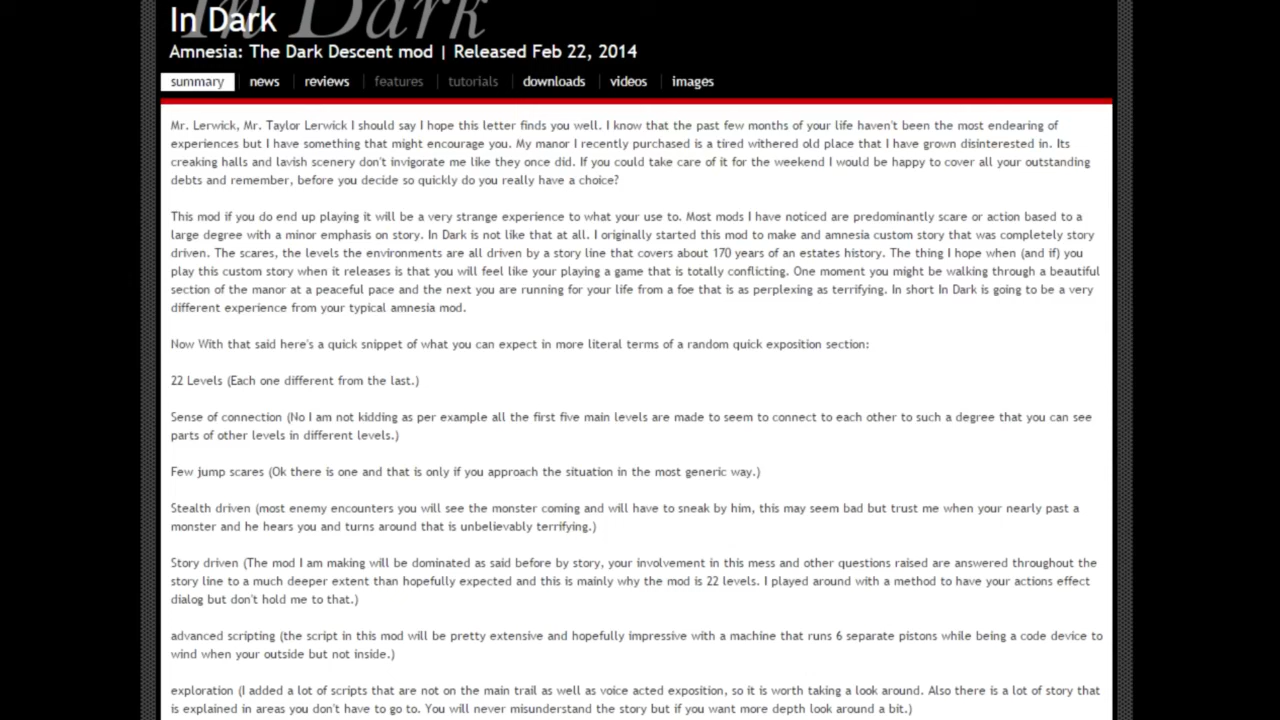 In Dark
In Dark
Amnesia: The Dark Descent mod | Released Feb 22, 2014
summary news reviews features tutorials downloads videos images
Mr. Lerwick, Mr. Taylor Lerwick I should say I hope this letter finds you well. I know that the past few months of your life haven't been the most endearing of
experiences but I have something that might encourage you. My manor I recently purchased is a tired withered old place that I have grown disinterested in. Its
creaking halls and lavish scenery don't invigorate me like they once did. If you could take care of it for the weekend I would be happy to cover all your outstanding
debts and remember, before you decide so quickly do you really have a choice?
This mod if you do end up playing it will be a very strange experience to what your use to. Most mods I have noticed are predominantly scare or action based to a
large degree with a minor emphasis on story. In Dark is not like that at all. I originally started this mod to make and amnesia custom story that was completely story
driven. The scares, the levels the environments are all driven by a story line that covers about 170 years of an estates history. The thing I hope when (and if) you
play this custom story when it releases is that you will feel like your playing a game that is totally conflicting. One moment you might be walking through a beautiful
section of the manor at a peaceful pace and the next you are running for your life from a foe that is as perplexing as terrifying. In short In Dark is going to be a very
different experience from your typical amnesia mod.
Now With that said here's a quick snippet of what you can expect in more literal terms of a random quick exposition section:
22 Levels (Each one different from the last.)
Sense of connection (No I am not kidding as per example all the first five main levels are made to seem to connect to each other to such a degree that you can see
parts of other levels in different levels.)
Few jump scares (Ok there is one and that is only if you approach the situation in the most generic way.)
Stealth driven (most enemy encounters you will see the monster coming and will have to sneak by him, this may seem bad but trust me when your nearly past a
monster and he hears you and turns around that is unbelievably terrifying.)
Story driven (The mod I am making will be dominated as said before by story, your involvement in this mess and other questions raised are answered throughout the
story line to a much deeper extent than hopefully expected and this is mainly why the mod is 22 levels. I played around with a method to have your actions effect
dialog but don't hold me to that.)
advanced scripting (the script in this mod will be pretty extensive and hopefully impressive with a machine that runs 6 separate pistons while being a code device to
wind when your outside but not inside.)
exploration (I added a lot of scripts that are not on the main trail as well as voice acted exposition, so it is worth taking a look around. Also there is a lot of story that
is explained in areas you don't have to go to. You will never misunderstand the story but if you want more depth look around a bit.)